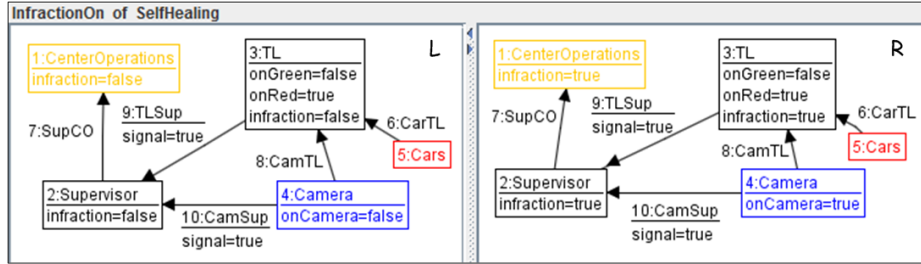 InfractionOn of SelfHealing
L
1:CenterOperations
infraction=false
3:TL
onGreen=false
onRed=true
infraction=false
9:TLSup
signal=true
7:SupCO
6:CarTL
5:Cars
8:CamTL
2:Supervisor
infraction=false
4:Camera
onCamera=false
10:CamSup
signal=true
R
1:CenterOperations
infraction=true
3:TL
onGreen=false
onRed=true
infraction=true
9:TLSup
signal=true
7:SupCO
6:CarTL
5:Cars
8:CamTL
2:Supervisor
infraction=true
4:Camera
onCamera=true
10:CamSup
signal=true